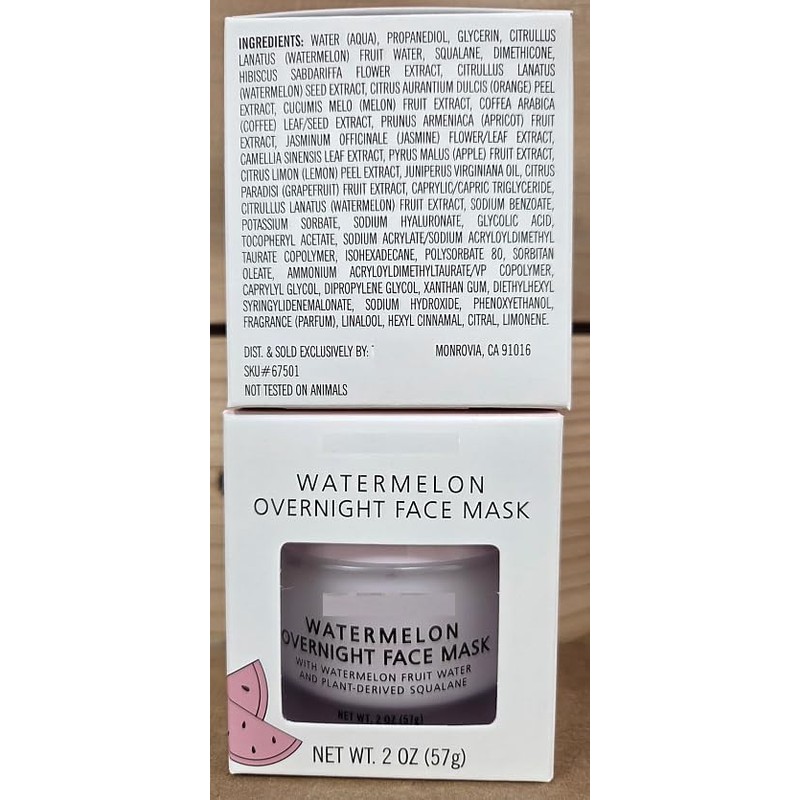 INGREDIENTS: WATER (AQUA), PROPANEDIOL, GLYCERIN, CITRULLUS
LANATUS (WATERMELON) FRUIT WATER, SQUALANE, DIMETHICONE,
HIBISCUS SABDARIFFA FLOWER EXTRACT, CITRULLUS LANATUS
(WATERMELON) SEED EXTRACT, CITRUS AURANTIUM DULCIS (ORANGE) PEEL
EXTRACT, CUCUMIS MELO (MELON) FRUIT EXTRACT, COFFEA ARABICA
(COFFEE) LEAF/SEED EXTRACT, PRUNUS ARMENIACA (APRICOT) FRUIT
EXTRACT, JASMINUM OFFICINALE (JASMINE) FLOWER/LEAF EXTRACT,
CAMELLIA SINENSIS LEAF EXTRACT, PYRUS MALUS (APPLE) FRUIT EXTRACT,
CITRUS LIMON (LEMON) PEEL EXTRACT, JUNIPERUS VIRGINIANA OIL, CITRUS
PARADISI (GRAPEFRUIT) FRUIT EXTRACT, CAPRYLIC/CAPRIC TRIGLYCERIDE,
CITRULLUS LANATUS (WATERMELON) FRUIT EXTRACT, SODIUM BENZOATE,
POTASSIUM SORBATE, SODIUM HYALURONATE, GLYCOLIC ACID,
TOCOPHERYL ACETATE, SODIUM ACRYLATE/SODIUM ACRYLOYLDIMETHYL
TAURATE COPOLYMER, ISOHEXADECANE, POLYSORBATE 80, SORBITAN
OLEATE, AMMONIUM ACRYLOYLDIMETHYLTAURATE/VP COPOLYMER,
CAPRYLYL GLYCOL, DIPROPYLENE GLYCOL, XANTHAN GUM, DIETHYLHEXYL
SYRINGYLIDENEMALONATE, SODIUM HYDROXIDE, PHENOXYETHANOL,
FRAGRANCE (PARFUM), LINALOOL, HEXYL CINNAMAL, CITRAL, LIMONENE.
DIST. & SOLD EXCLUSIVELY BY: MONROVIA, CA 91016
SKU#67501
NOT TESTED ON ANIMALS
WATERMELON
OVERNIGHT FACE MASK
WATERMELON
OVERNIGHT FACE MASK
WITH WATERMELON FRUIT WATER
AND PLANT-DERIVED SQUALANE
NET WT. 2 OZ (57g)
NET WT. 2 OZ (57g)